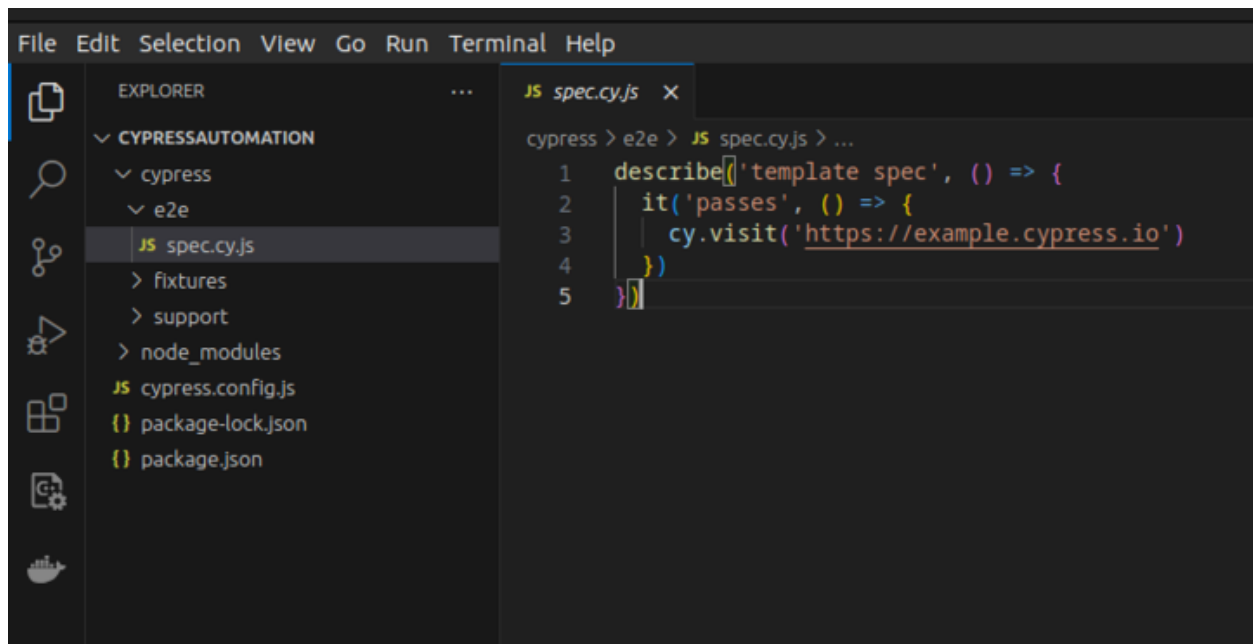 File Edit Selection View Go Run Terminal Help
EXPLORER ...
CYPRESSAUTOMATION
cypress
e2e
JS spec.cy.js
fixtures
support
node_modules
JS cypress.config.js
{} package-lock.json
{} package.json
JS spec.cy.js ×
cypress > e2e > JS spec.cy.js > ...
1 describe('template spec', () => {
2 it('passes', () => {
3 cy.visit('https://example.cypress.io')
4 })
5 })